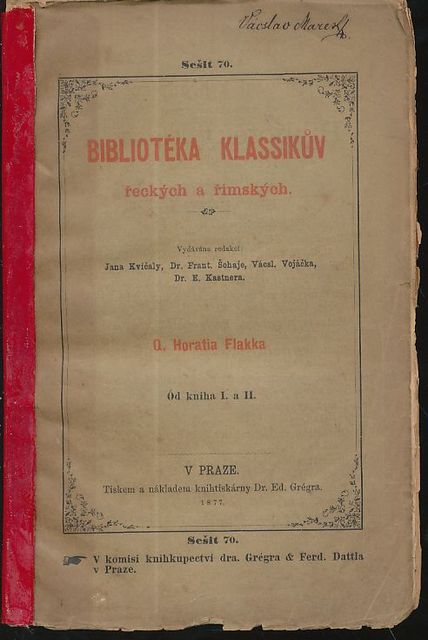 Václav Marek
Sešit 70.
BIBLIOTÉKA KLASSIKŮV
řeckých a římských.
Vydávána redakcí
Jana Kvíčaly, Dr. Frant. Šohaje, Vácsl. Vojáčka,
Dr. E. Kastnera.
Q. Horatia Flakka
Ód kniha I. a II.
V PRAZE.
Tiskem a nákladem knihtiskárny Dr. Ed. Grégra.
1877.
Sešit 70.
☛ V komisi knihkupectví dra. Grégra & Ferd. Dattla
v Praze.